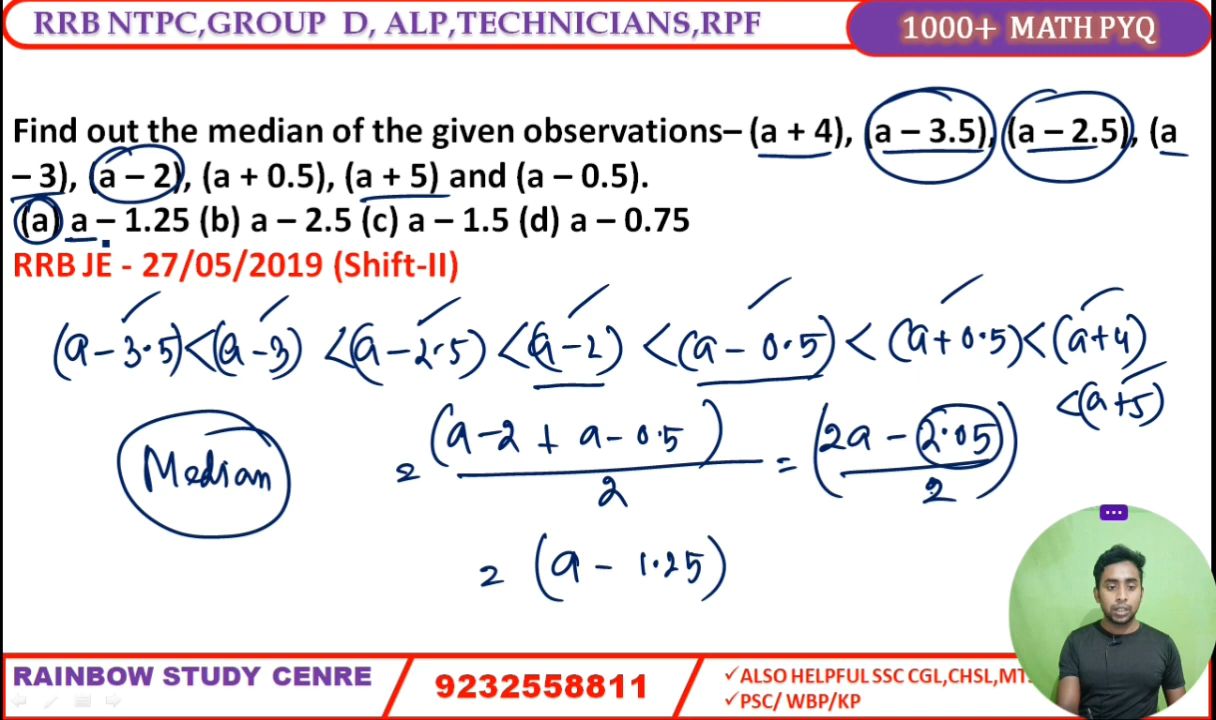 RRB NTPC,GROUP D, ALP,TECHNICIANS,RPF
1000+ MATH PYQ
Find out the median of the given observations– (a + 4), (a – 3.5), (a – 2.5), (a
– 3), (a – 2), (a + 0.5), (a + 5) and (a – 0.5).
(a) a – 1.25 (b) a – 2.5 (c) a – 1.5 (d) a – 0.75
RRB JE - 27/05/2019 (Shift-II)
(a-3.5)<(a-3) <(a-2.5) <(a-2) <(a-0.5) < (a+0.5)<(a+4)
<(a+5)
Median = (a-2 + a-0.5)/2 = (2a - 2.05)/2
= (a - 1.25)
RAINBOW STUDY CENRE
9232558811
✓ALSO HELPFUL SSC CGL,CHSL,MTS
✓PSC/ WBP/KP